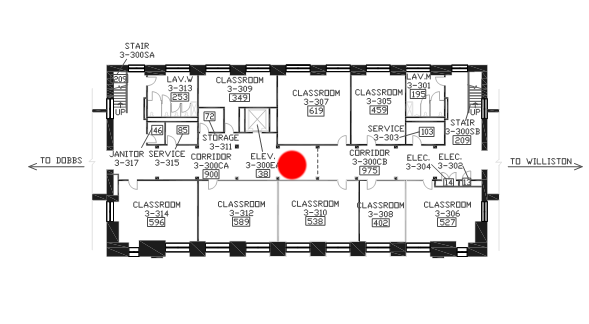 STAIR
3-300SA
209
UP
LAV.W
3-313
253
CLASSROOM
3-309
349
CLASSROOM
3-307
619
CLASSROOM
3-305
459
LAV.M
3-301
195
UP
STAIR
3-300SB
209
46
85
72
STORAGE
3-311
SERVICE
3-303
103
JANITOR
3-317
SERVICE
3-315
CORRIDOR
3-300CA
900
ELEV.
3-300EA
38
CORRIDOR
3-300CB
975
ELEC.
3-304
14
ELEC.
3-302
13
TO DOBBS
TO WILLISTON
CLASSROOM
3-314
596
CLASSROOM
3-312
589
CLASSROOM
3-310
538
CLASSROOM
3-308
402
CLASSROOM
3-306
527